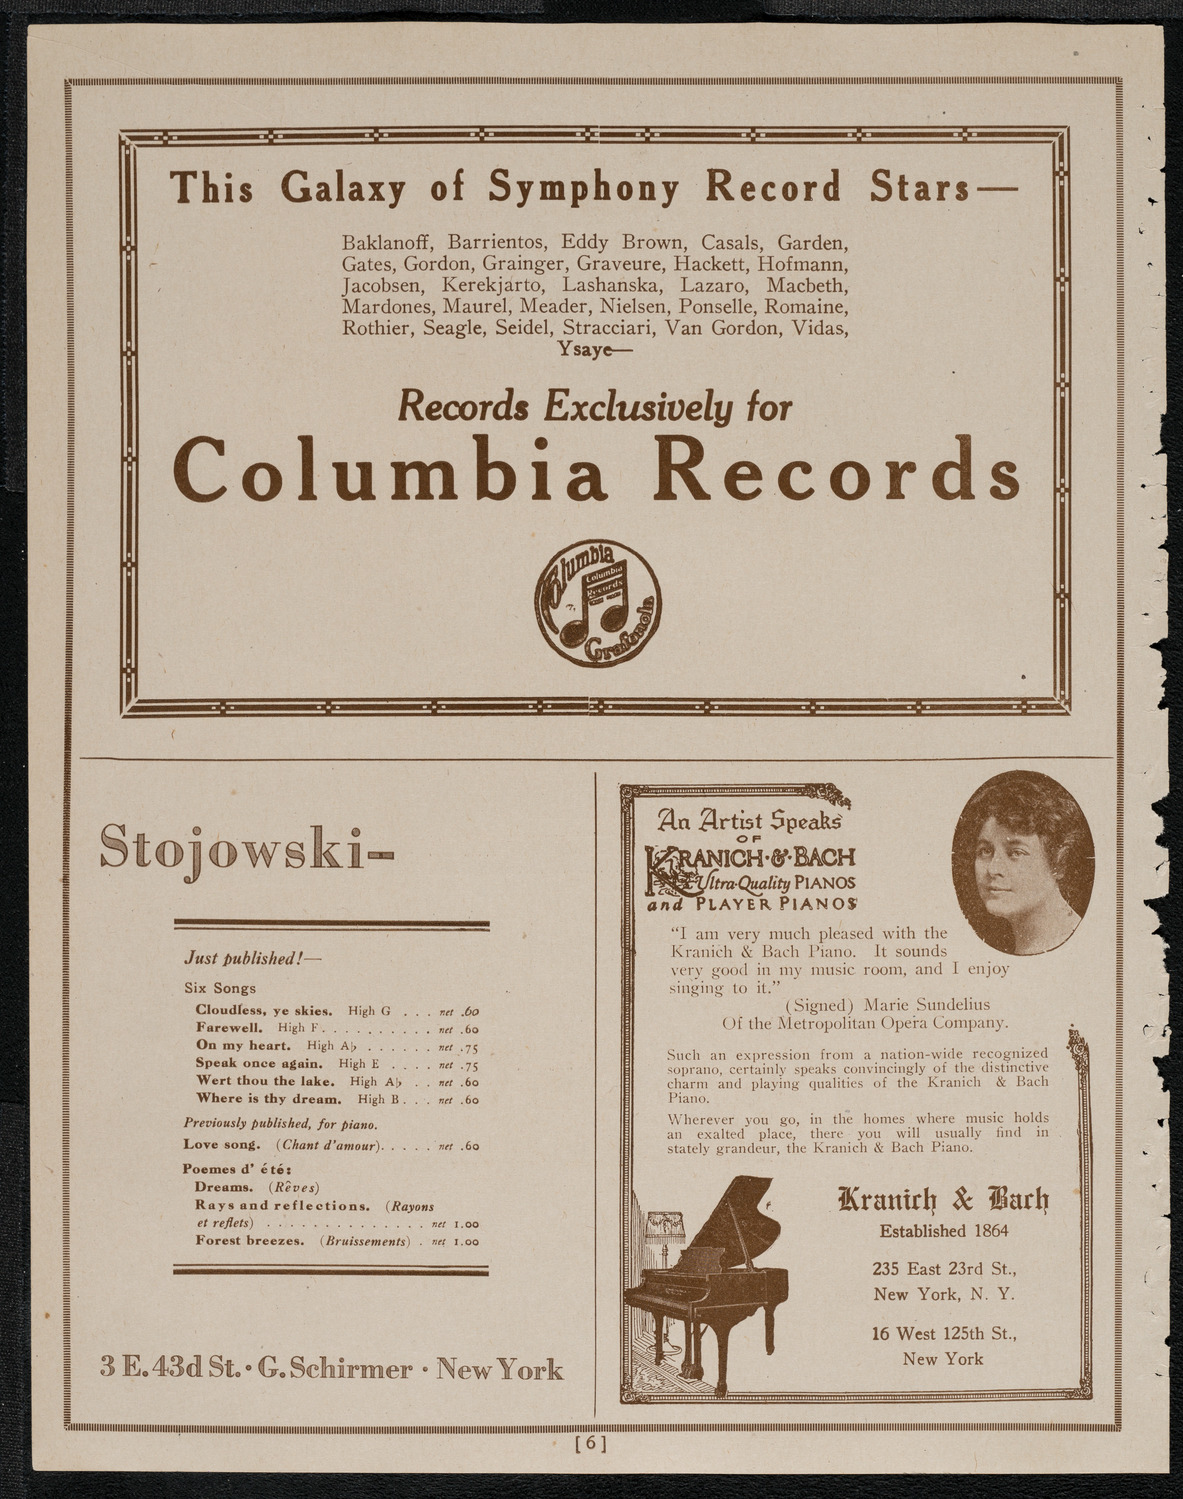 This Galaxy of Symphony Record Stars—
Baklanoff, Barrientos, Eddy Brown, Casals, Garden,
Gates, Gordon, Grainger, Graveure, Hackett, Hofmann,
Jacobsen, Kerekjarto, Lashanska, Lazaro, Macbeth,
Mardones, Maurel, Meader, Nielsen, Ponselle, Romaine,
Rothier, Seagle, Seidel, Stracciari, Van Gordon, Vidas,
Ysaye—
Records Exclusively for
Columbia Records
Columbia
Columbia
Records
Grafonola
Stojowski-
Just published!—
Six Songs
Cloudless, ye skies. High G . . . net .60
Farewell. High F. . . . . . . . . . net .60
On my heart. High A♭ . . . . . . net .75
Speak once again. High E . . . . net .75
Wert thou the lake. High A♭ . . net .60
Where is thy dream. High B. . . net .60
Previously published, for piano.
Love song. (Chant d'amour). . . . . net .60
Poemes d' été:
Dreams. (Rêves)
Rays and reflections. (Rayons
et reflets) . . . . . . . . . . . . . . net 1.00
Forest breezes. (Bruissements) . net 1.00
3 E. 43d St. · G. Schirmer · New York
An Artist Speaks
OF
KRANICH·&·BACH
Ultra-Quality PIANOS
and PLAYER PIANOS
"I am very much pleased with the
Kranich & Bach Piano. It sounds
very good in my music room, and I enjoy
singing to it."
(Signed) Marie Sundelius
Of the Metropolitan Opera Company.
Such an expression from a nation-wide recognized
soprano, certainly speaks convincingly of the distinctive
charm and playing qualities of the Kranich & Bach
Piano.
Wherever you go, in the homes where music holds
an exalted place, there you will usually find in
stately grandeur, the Kranich & Bach Piano.
Kranich & Bach
Established 1864
235 East 23rd St.,
New York, N. Y.
16 West 125th St.,
New York
[ 6 ]